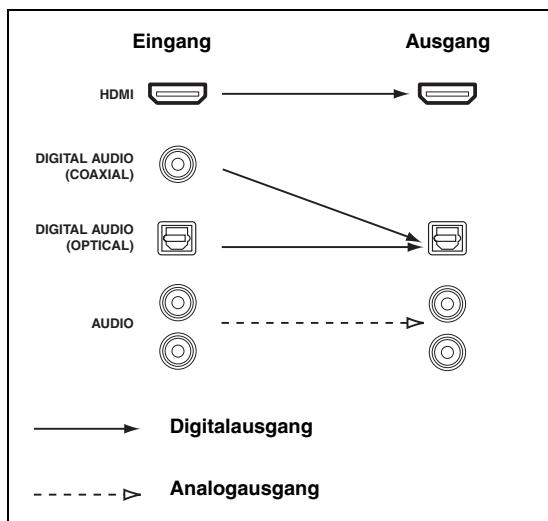 Eingang Ausgang
HDMI
DIGITAL AUDIO
(COAXIAL)
DIGITAL AUDIO
(OPTICAL)
AUDIO
Digitalausgang
Analogausgang